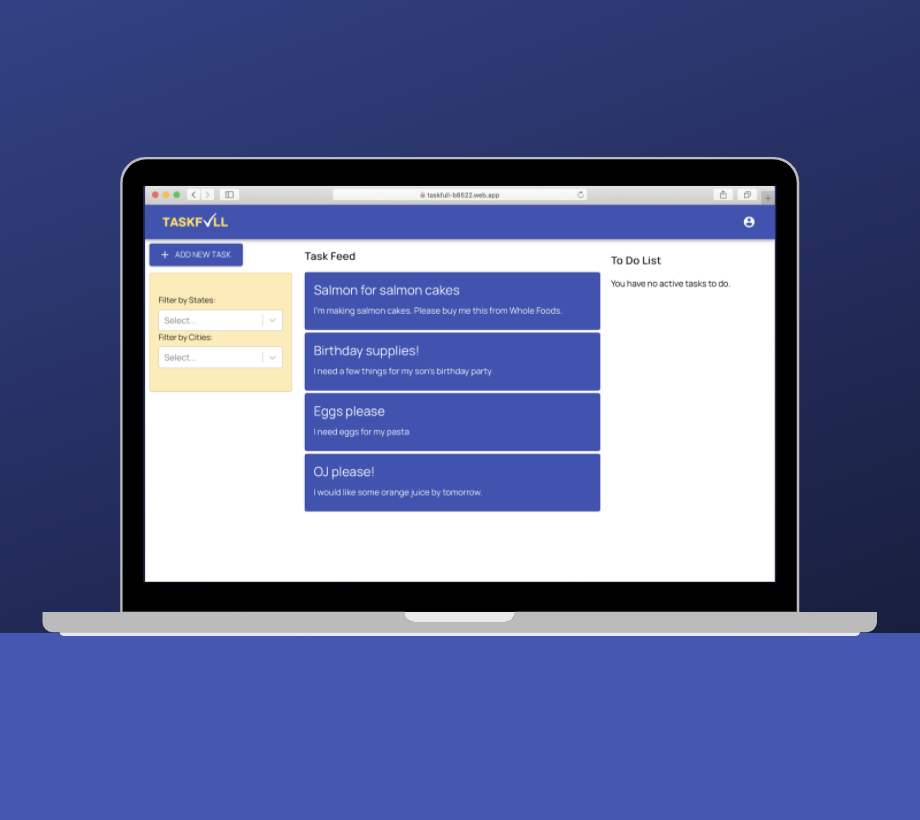 taskfull-b6522.web.app
TASKFULL
+ ADD NEW TASK
Filter by States:
Select...
Filter by Cities:
Select...
Task Feed
Salmon for salmon cakes
I'm making salmon cakes. Please buy me this from Whole Foods.
Birthday supplies!
I need a few things for my son's birthday party.
Eggs please
I need eggs for my pasta
OJ please!
I would like some orange juice by tomorrow.
To Do List
You have no active tasks to do.